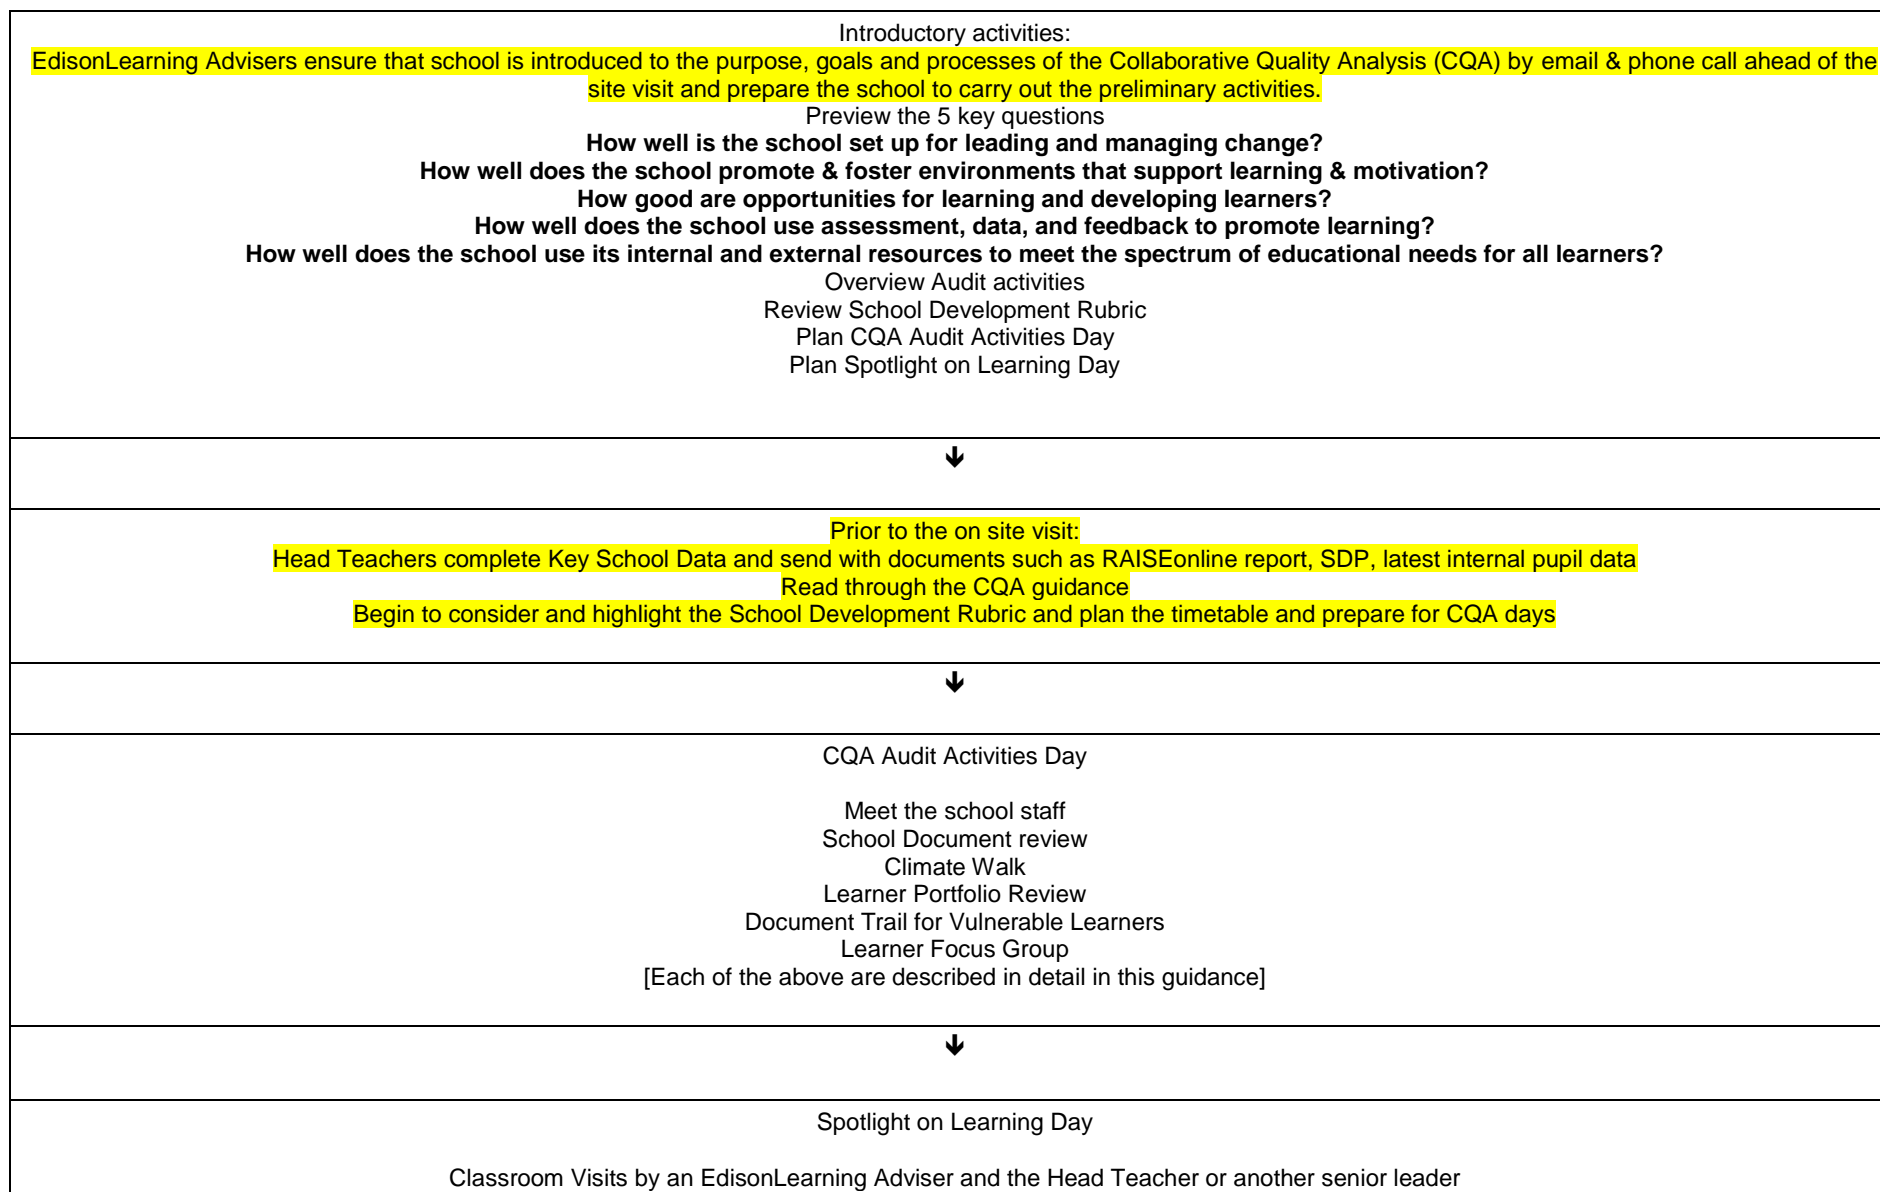 Introductory activities:
EdisonLearning Advisers ensure that school is introduced to the purpose, goals and processes of the Collaborative Quality Analysis (CQA) by email & phone call ahead of the
site visit and prepare the school to carry out the preliminary activities.
Preview the 5 key questions
How well is the school set up for leading and managing change?
How well does the school promote & foster environments that support learning & motivation?
How good are opportunities for learning and developing learners?
How well does the school use assessment, data, and feedback to promote learning?
How well does the school use its internal and external resources to meet the spectrum of educational needs for all learners?
Overview Audit activities
Review School Development Rubric
Plan CQA Audit Activities Day
Plan Spotlight on Learning Day
Prior to the on site visit:
Head Teachers complete Key School Data and send with documents such as RAISEonline report, SDP, latest internal pupil data
Read through the CQA guidance
Begin to consider and highlight the School Development Rubric and plan the timetable and prepare for CQA days
CQA Audit Activities Day
Meet the school staff
School Document review
Climate Walk
Learner Portfolio Review
Document Trail for Vulnerable Learners
Learner Focus Group
[Each of the above are described in detail in this guidance]
Spotlight on Learning Day
Classroom Visits by an EdisonLearning Adviser and the Head Teacher or another senior leader